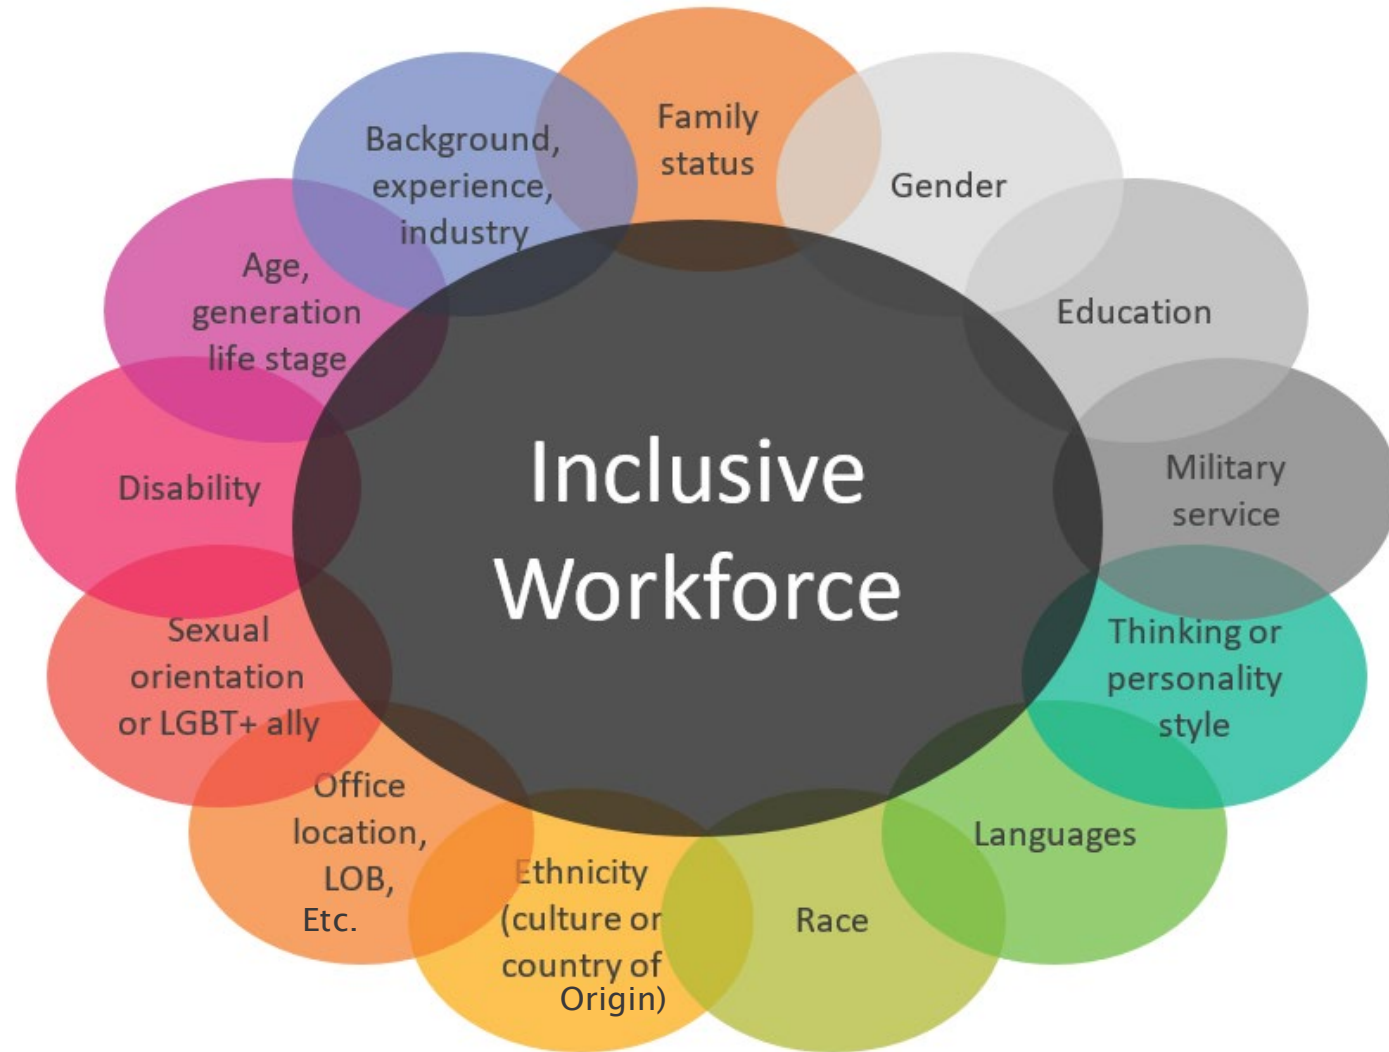 Family
status
Gender
Education
Military
service
Thinking or
personality
style
Languages
Race
Ethnicity
(culture or
country of
Origin)
Office
location,
LOB,
Etc.
Sexual
orientation
or LGBT+ ally
Disability
Age,
generation
life stage
Background,
experience,
industry
Inclusive
Workforce